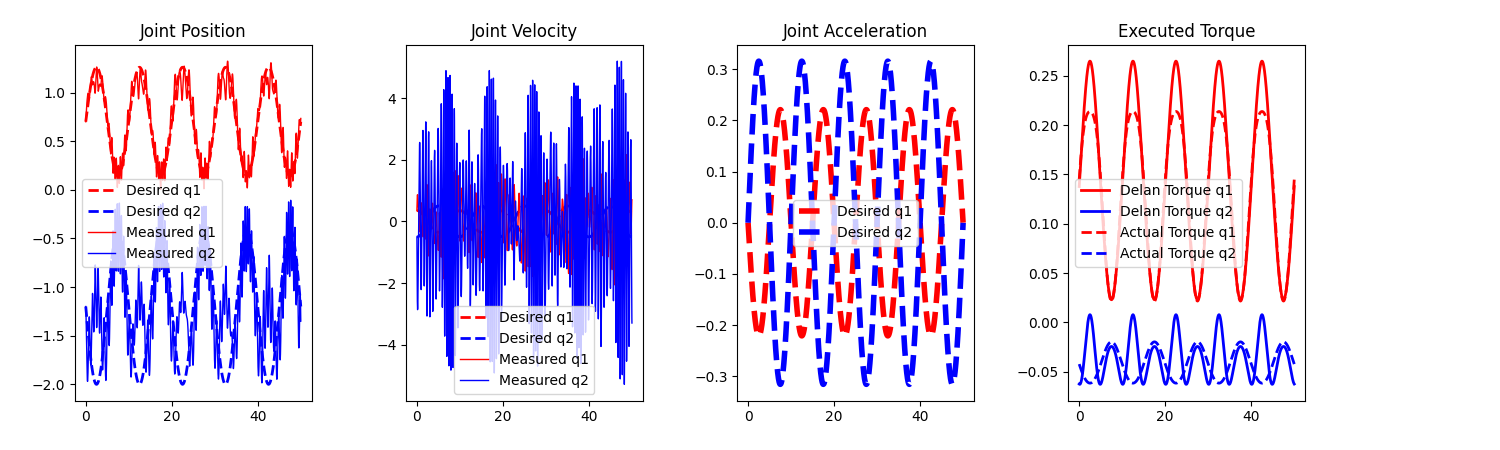 Joint Position
1.0
0.5
0.0
−0.5
−1.0
−1.5
−2.0
0
20
40
Desired q1
Desired q2
Measured q1
Measured q2
Joint Velocity
4
2
0
−2
−4
0
20
40
Desired q1
Desired q2
Measured q1
Measured q2
Joint Acceleration
0.3
0.2
0.1
0.0
−0.1
−0.2
−0.3
0
20
40
Desired q1
Desired q2
Executed Torque
0.25
0.20
0.15
0.10
0.05
0.00
−0.05
0
20
40
Delan Torque q1
Delan Torque q2
Actual Torque q1
Actual Torque q2